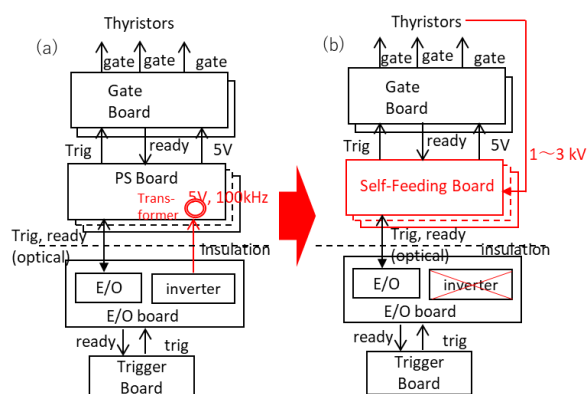 (a)
Thyristors
gate gate gate
Gate
Board
Trig
ready
5V
PS Board
Trans-
former
5V, 100kHz
Trig, ready
(optical)
Insulation
E/O
inverter
E/O board
ready
trig
Trigger
Board
(b)
Thyristors
gate gate gate
Gate
Board
Trig
ready
5V
1～3 kV
Self-Feeding Board
Trig, ready
(optical)
Insulation
E/O
inverter
E/O board
ready
trig
Trigger
Board